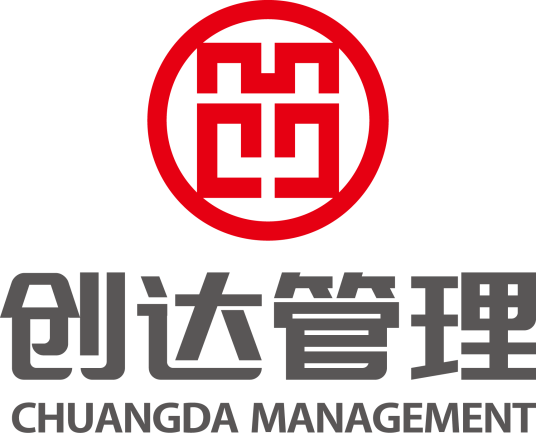 创达管理
CHUANGDA MANAGEMENT